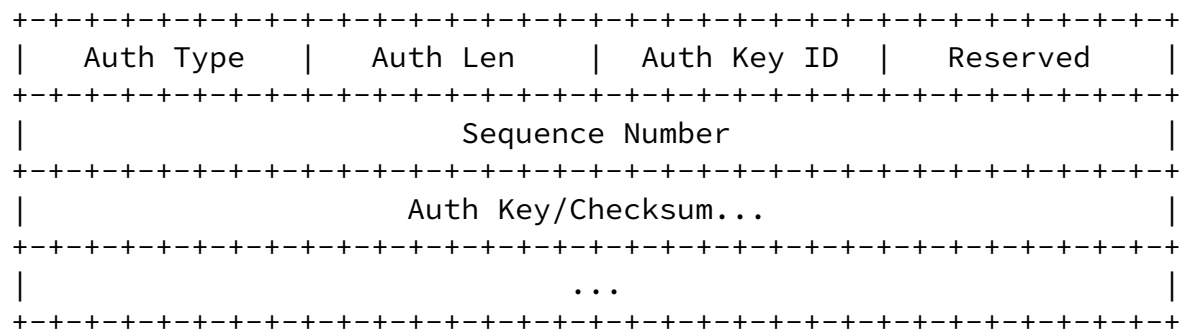 +-+-+-+-+-+-+-+-+-+-+-+-+-+-+-+-+-+-+-+-+-+-+-+-+-+-+-+-+-+-+-+-+
| Auth Type | Auth Len | Auth Key ID | Reserved |
+-+-+-+-+-+-+-+-+-+-+-+-+-+-+-+-+-+-+-+-+-+-+-+-+-+-+-+-+-+-+-+-+
| Sequence Number |
+-+-+-+-+-+-+-+-+-+-+-+-+-+-+-+-+-+-+-+-+-+-+-+-+-+-+-+-+-+-+-+-+
| Auth Key/Checksum... |
+-+-+-+-+-+-+-+-+-+-+-+-+-+-+-+-+-+-+-+-+-+-+-+-+-+-+-+-+-+-+-+-+
| ... |
+-+-+-+-+-+-+-+-+-+-+-+-+-+-+-+-+-+-+-+-+-+-+-+-+-+-+-+-+-+-+-+-+